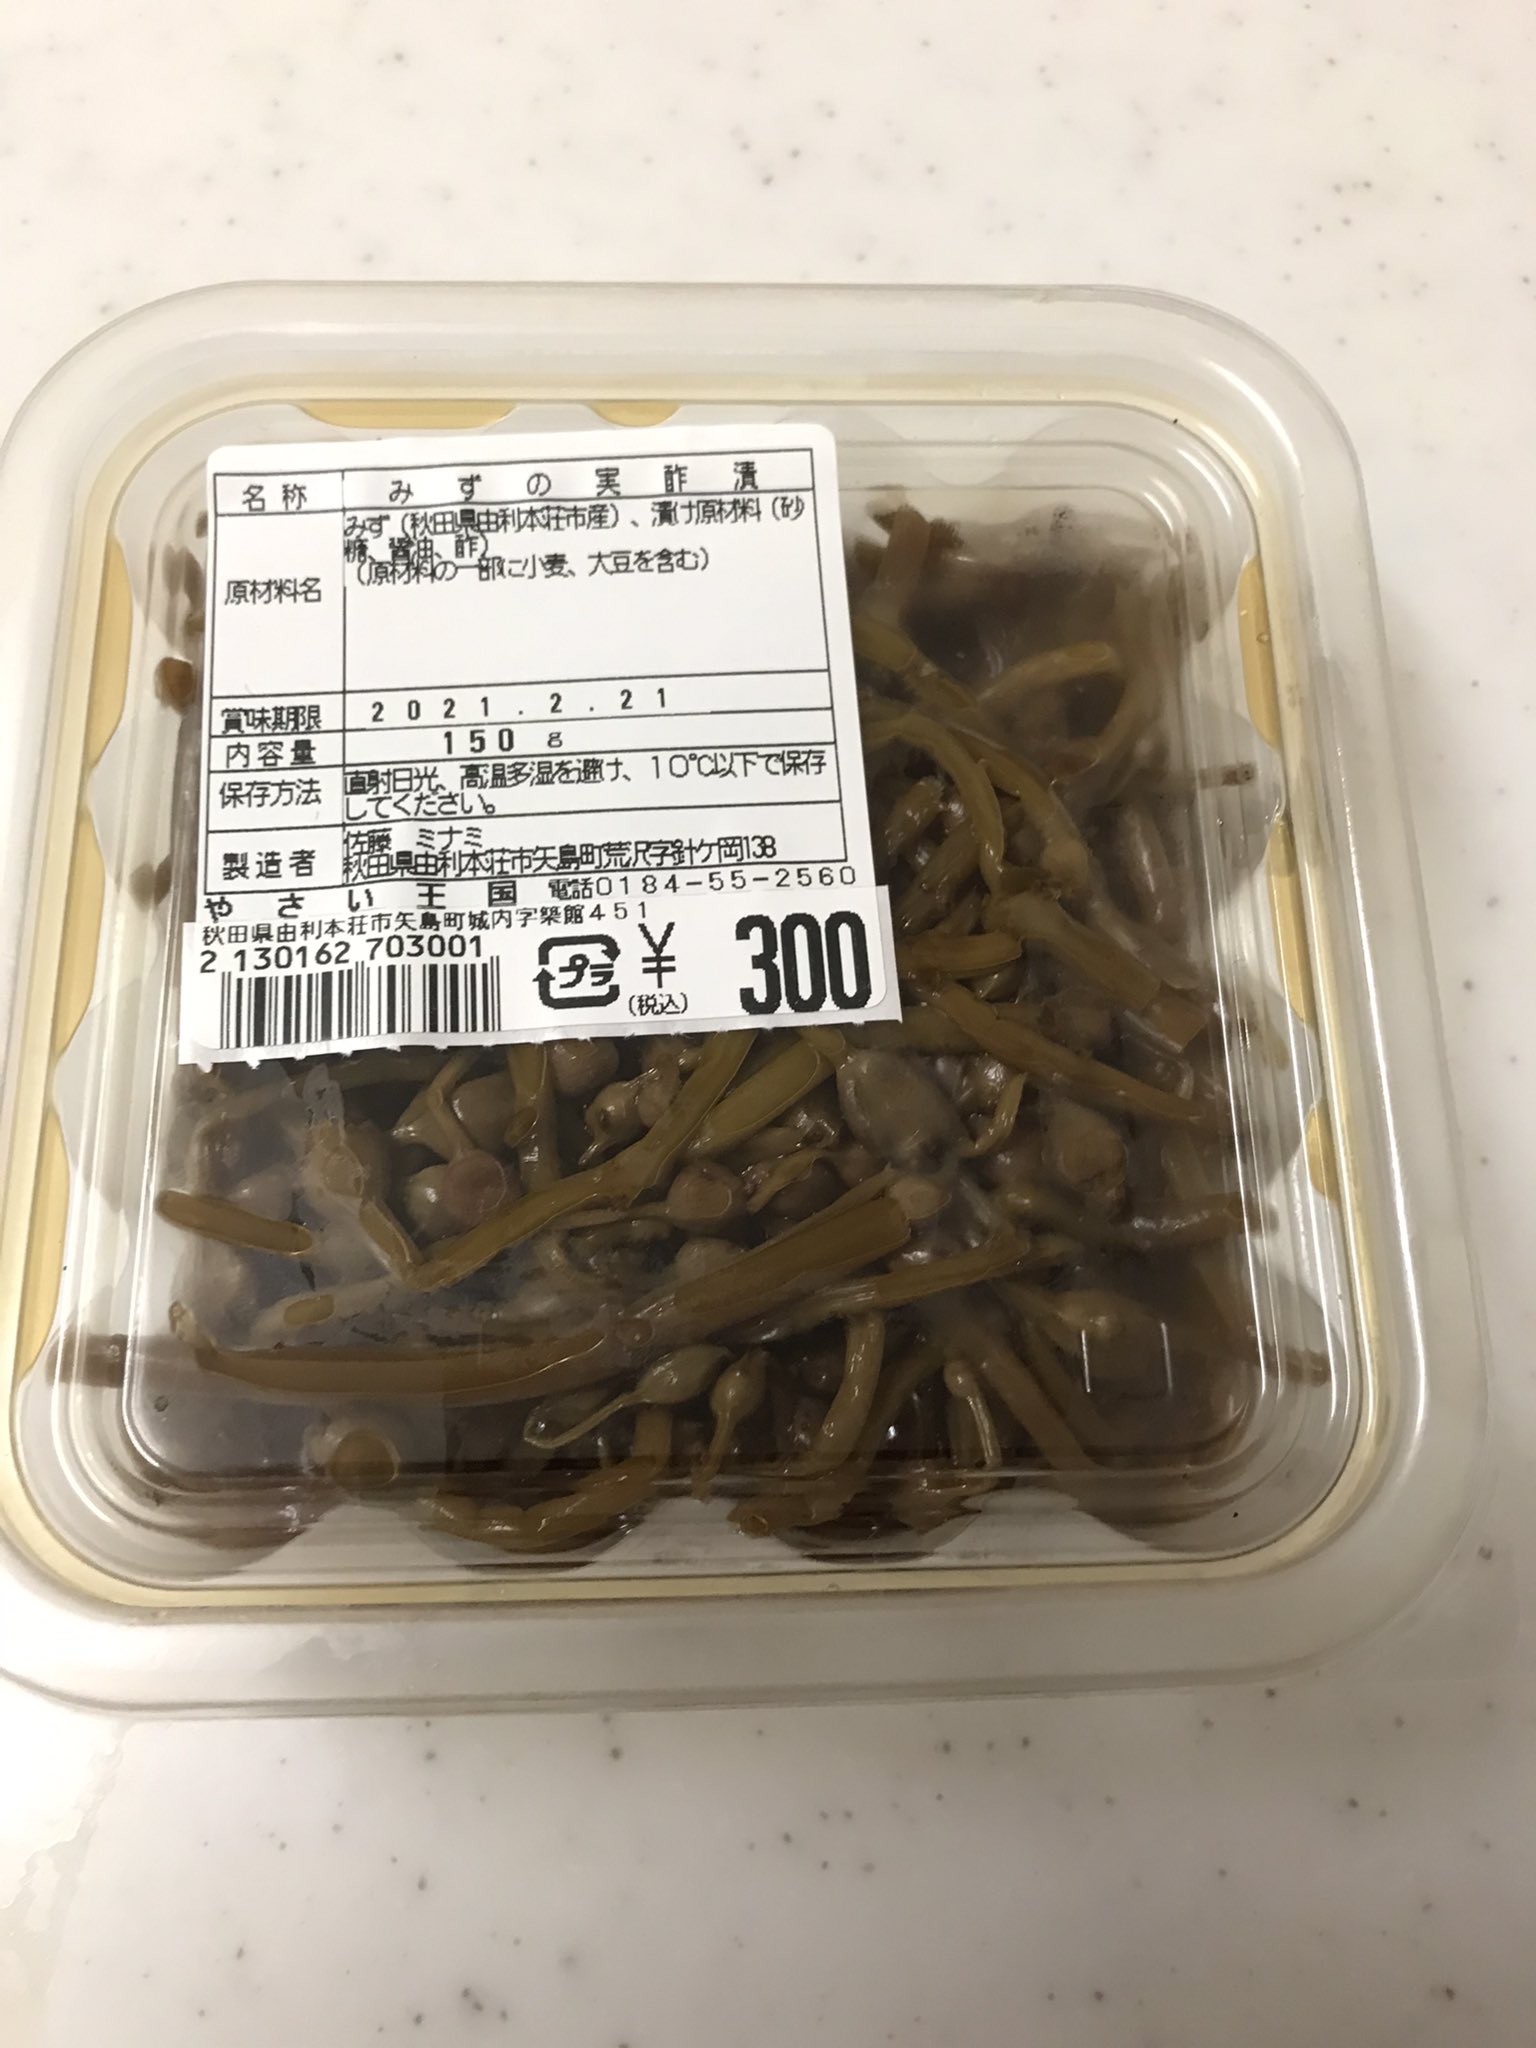 名称 みずの実酢漬
原材料名 みず(秋田県由利本荘市産)、漬け原材料(砂
糖、醤油、酢)
(原材料の一部に小麦、大豆を含む)
賞味期限 2021.2.21
内容量 150g
保存方法 直射日光、高温多湿を避け、10℃以下で保存
してください。
製造者 佐藤 ミナミ
秋田県由利本荘市矢島町荒沢字針ケ岡138
やさい王国 電話0184-55-2560
秋田県由利本荘市矢島町城内字築館451
2 130162 703001
プラ
¥300
(税込)